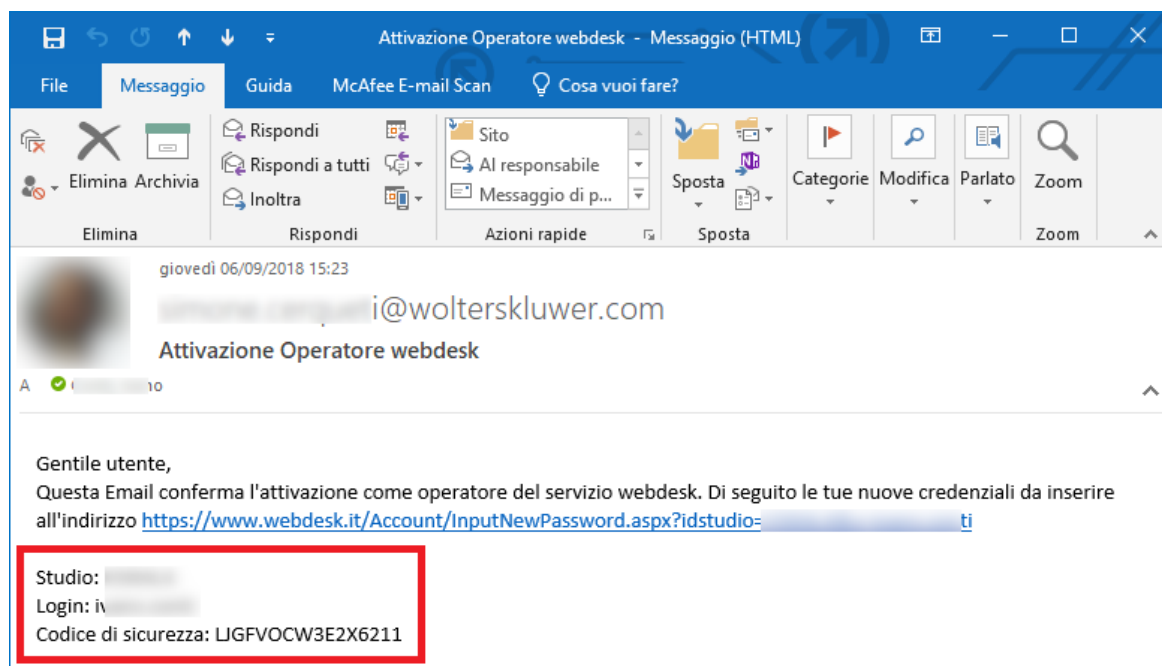 Attivazione Operatore webdesk - Messaggio (HTML)
File Messaggio Guida McAfee E-mail Scan Cosa vuoi fare?
Elimina Archivia
Rispondi
Rispondi a tutti
Inoltra
Sito
Al responsabile
Messaggio di p...
Sposta
Categorie Modifica Parlato Zoom
Elimina Rispondi Azioni rapide Sposta Zoom
giovedì 06/09/2018 15:23
i@wolterskluwer.com
Attivazione Operatore webdesk
A
Gentile utente,
Questa Email conferma l'attivazione come operatore del servizio webdesk. Di seguito le tue nuove credenziali da inserire
all'indirizzo https://www.webdesk.it/Account/InputNewPassword.aspx?idstudio= ti
Studio:
Login:
Codice di sicurezza: LJGFVOCW3E2X6211